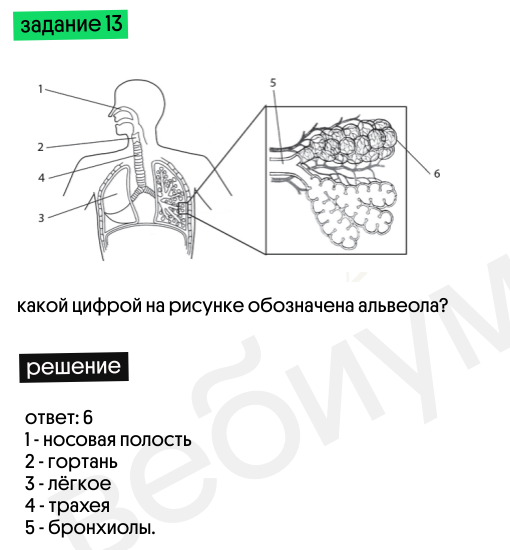 задание 13
1
2
4
3
5
6
какой цифрой на рисунке обозначена альвеола?
решение
ответ: 6
1 - носовая полость
2 - гортань
3 - лёгкое
4 - трахея
5 - бронхиолы.
вебиум